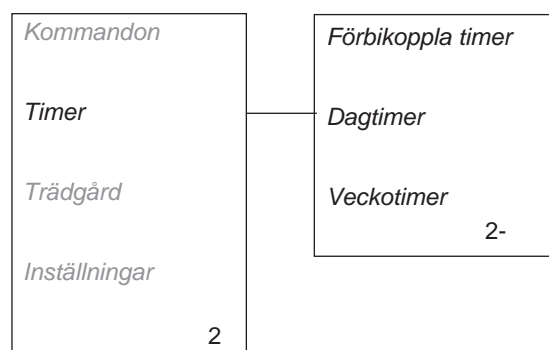 Kommandon
Timer
Trädgård
Inställningar
2
Förbikoppla timer
Dagtimer
Veckotimer
2-